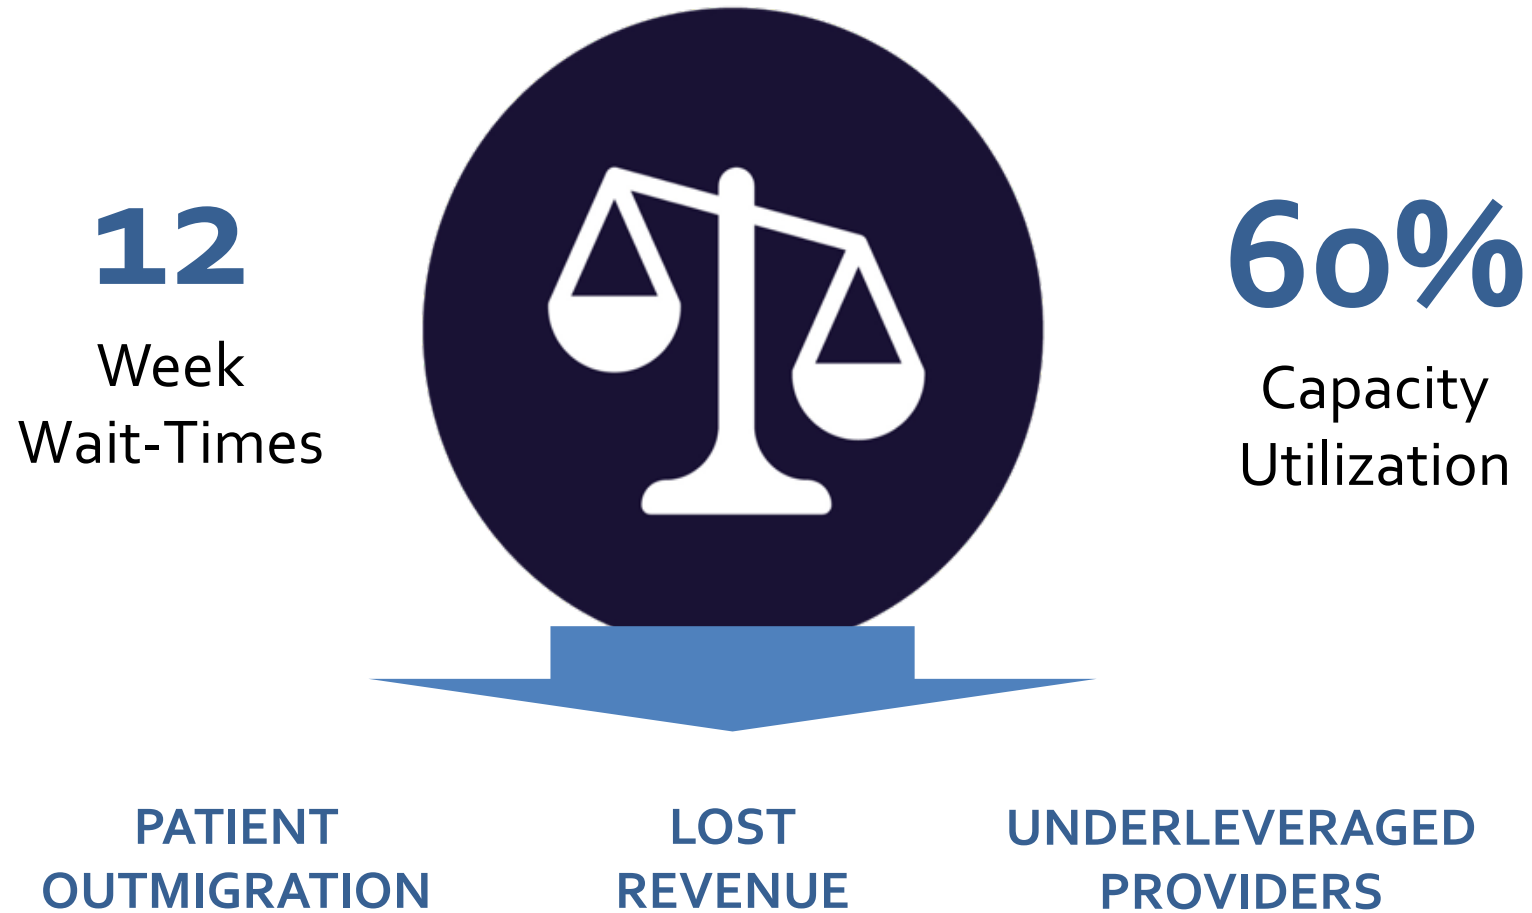 12
Week
Wait-Times
60%
Capacity
Utilization
PATIENT
OUTMIGRATION
LOST
REVENUE
UNDERLEVERAGED
PROVIDERS